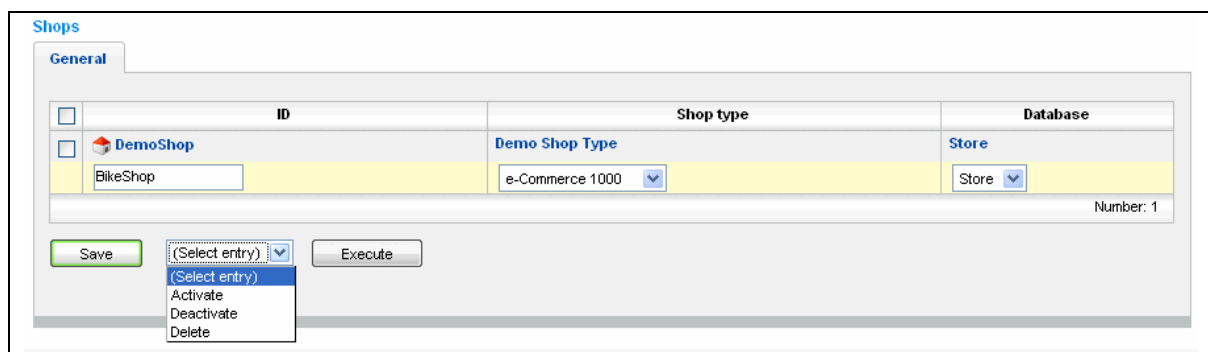 Shops
General
ID Shop type Database
DemoShop Demo Shop Type Store
BikeShop e-Commerce 1000 Store
Number: 1
Save (Select entry) Execute
(Select entry)
Activate
Deactivate
Delete